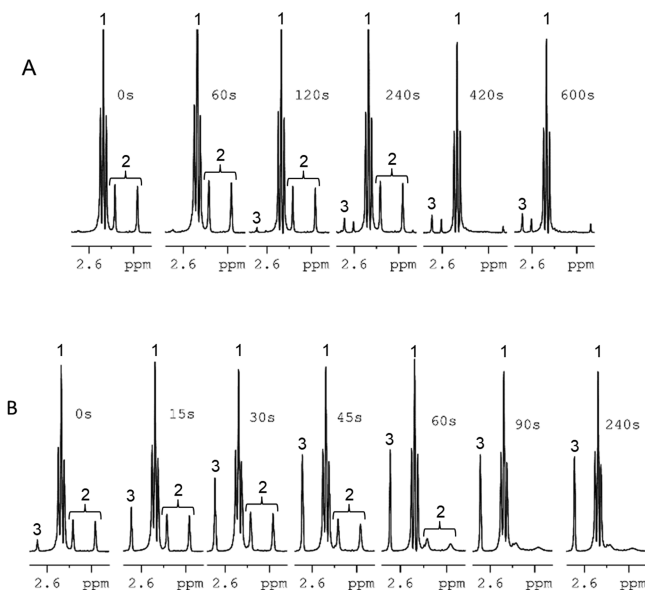 1 1 1 1 1 1
A
0s 60s 120s 240s 420s 600s
2 2 2 2
3 3 3 3
2.6 ppm 2.6 ppm 2.6 ppm 2.6 ppm 2.6 ppm 2.6 ppm
1 1 1 1 1 1 1
B
0s 15s 30s 45s 60s 90s 240s
3 3 3 3 3 3 3
2 2 2 2 2
2.6 ppm 2.6 ppm 2.6 ppm 2.6 ppm 2.6 ppm 2.6 ppm 2.6 ppm